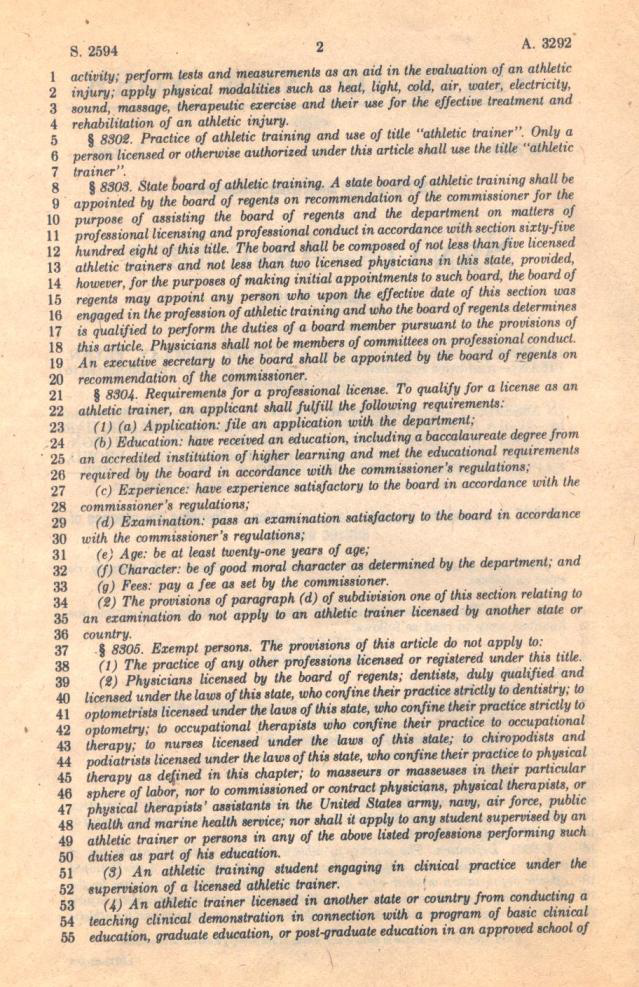 S. 2594 2 A. 3292
1 activity; perform tests and measurements as an aid in the evaluation of an athletic
2 injury; apply physical modalities such as heat, light, cold, air, water, electricity,
3 sound, massage, therapeutic exercise and their use for the effective treatment and
4 rehabilitation of an athletic injury.
5 § 8302. Practice of athletic training and use of title "athletic trainer". Only a
6 person licensed or otherwise authorized under this article shall use the title "athletic
7 trainer".
8 § 8303. State board of athletic training. A state board of athletic training shall be
9 appointed by the board of regents on recommendation of the commissioner for the
10 purpose of assisting the board of regents and the department on matters of
11 professional licensing and professional conduct in accordance with section sixty-five
12 hundred eight of this title. The board shall be composed of not less than five licensed
13 athletic trainers and not less than two licensed physicians in this state, provided,
14 however, for the purposes of making initial appointments to such board, the board of
15 regents may appoint any person who upon the effective date of this section was
16 engaged in the profession of athletic training and who the board of regents determines
17 is qualified to perform the duties of a board member pursuant to the provisions of
18 this article. Physicians shall not be members of committees on professional conduct.
19 An executive secretary to the board shall be appointed by the board of regents on
20 recommendation of the commissioner.
21 § 8304. Requirements for a professional license. To qualify for a license as an
22 athletic trainer, an applicant shall fulfill the following requirements:
23 (1) (a) Application: file an application with the department;
24 (b) Education: have received an education, including a baccalaureate degree from
25 an accredited institution of higher learning and met the educational requirements
26 required by the board in accordance with the commissioner's regulations;
27 (c) Experience: have experience satisfactory to the board in accordance with the
28 commissioner's regulations;
29 (d) Examination: pass an examination satisfactory to the board in accordance
30 with the commissioner's regulations;
31 (e) Age: be at least twenty-one years of age;
32 (f) Character: be of good moral character as determined by the department; and
33 (g) Fees: pay a fee as set by the commissioner.
34 (2) The provisions of paragraph (d) of subdivision one of this section relating to
35 an examination do not apply to an athletic trainer licensed by another state or
36 country.
37 § 8305. Exempt persons. The provisions of this article do not apply to:
38 (1) The practice of any other professions licensed or registered under this title.
39 (2) Physicians licensed by the board of regents; dentists, duly qualified and
40 licensed under the laws of this state, who confine their practice strictly to dentistry; to
41 optometrists licensed under the laws of this state, who confine their practice strictly to
42 optometry; to occupational therapists who confine their practice to occupational
43 therapy; to nurses licensed under the laws of this state; to chiropodists and
44 podiatrists licensed under the laws of this state, who confine their practice to physical
45 therapy as defined in this chapter; to masseurs or masseuses in their particular
46 sphere of labor, nor to commissioned or contract physicians, physical therapists, or
47 physical therapists' assistants in the United States army, navy, air force, public
48 health and marine health service; nor shall it apply to any student supervised by an
49 athletic trainer or persons in any of the above listed professions performing such
50 duties as part of his education.
51 (3) An athletic training student engaging in clinical practice under the
52 supervision of a licensed athletic trainer.
53 (4) An athletic trainer licensed in another state or country from conducting a
54 teaching clinical demonstration in connection with a program of basic clinical
55 education, graduate education, or post-graduate education in an approved school of